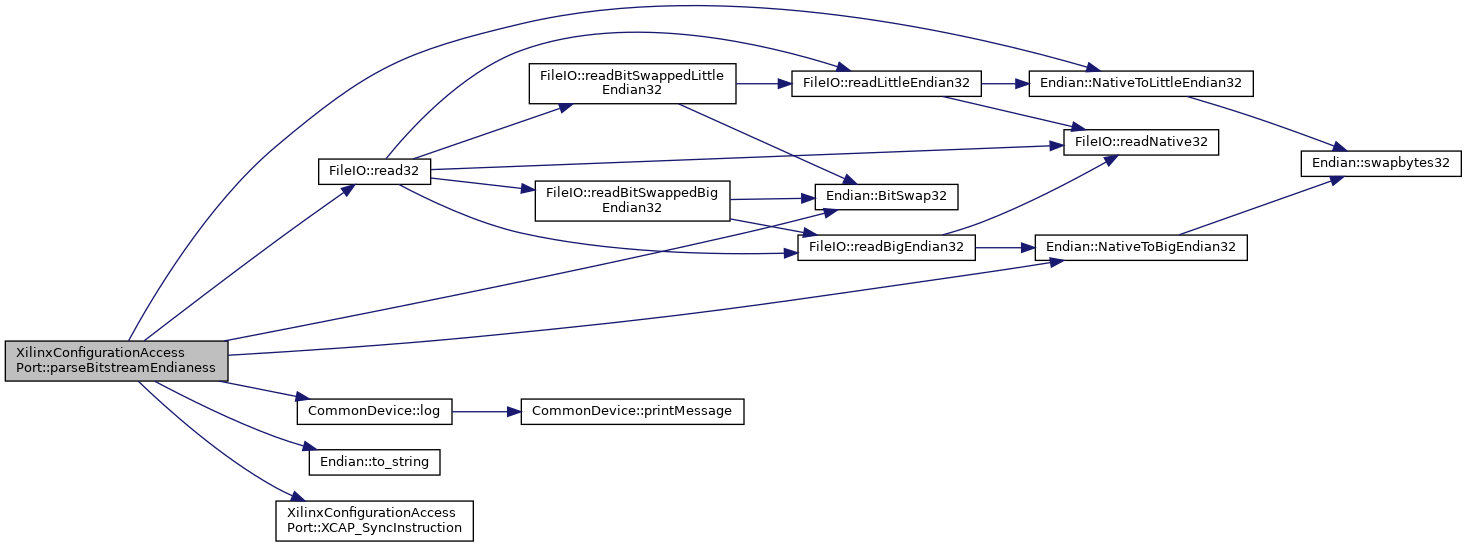 FileIO::readBitSwappedLittle
Endian32
FileIO::readLittleEndian32
Endian::NativeToLittleEndian32
FileIO::readNative32
Endian::swapbytes32
FileIO::read32
FileIO::readBitSwappedBig
Endian32
Endian::BitSwap32
FileIO::readBigEndian32
Endian::NativeToBigEndian32
XilinxConfigurationAccess
Port::parseBitstreamEndianess
CommonDevice::log
CommonDevice::printMessage
Endian::to_string
XilinxConfigurationAccess
Port::XCAP_SyncInstruction